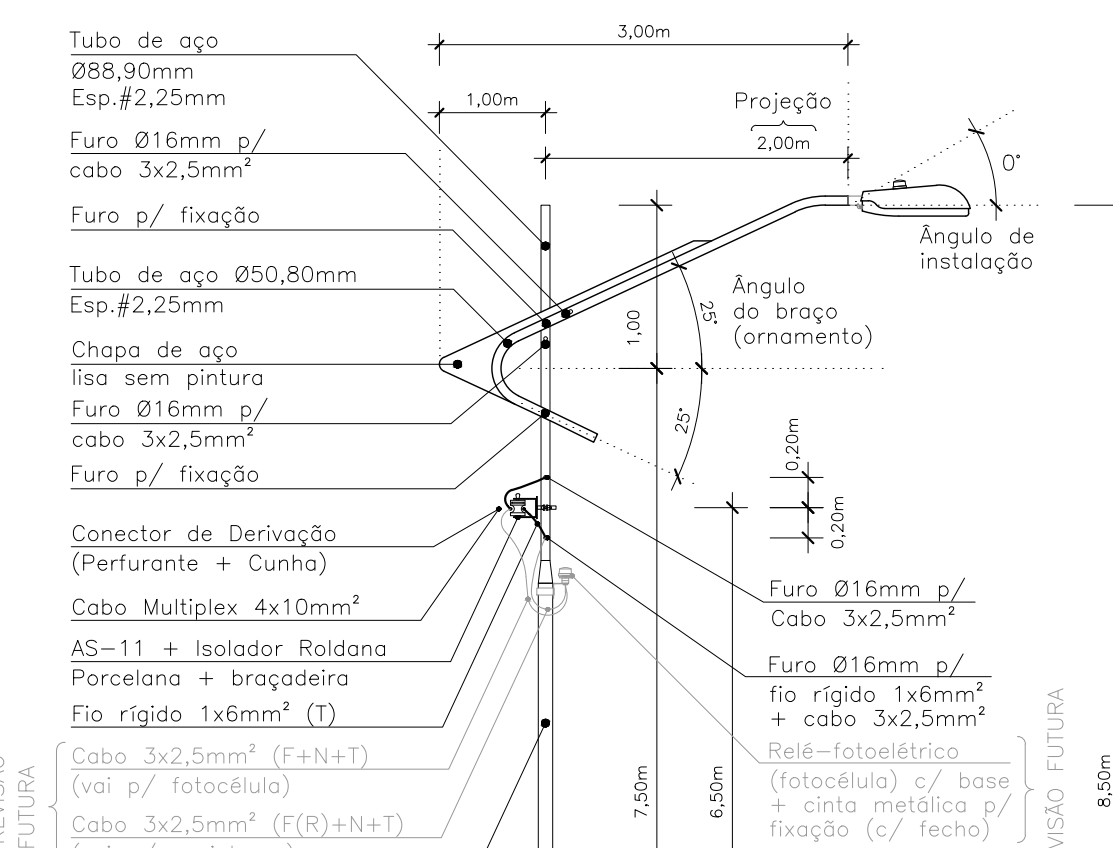 Tubo de aço
Ø88,90mm
Esp.#2,25mm
Furo Ø16mm p/
cabo 3x2,5mm²
Furo p/ fixação
Tubo de aço Ø50,80mm
Esp.#2,25mm
Chapa de aço
lisa sem pintura
Furo Ø16mm p/
cabo 3x2,5mm²
Furo p/ fixação
Conector de Derivação
(Perfurante + Cunha)
Cabo Multiplex 4x10mm²
AS-11 + Isolador Roldana
Porcelana + braçadeira
Fio rígido 1x6mm² (T)
Cabo 3x2,5mm² (F+N+T)
(vai p/ fotocélula)
Cabo 3x2,5mm² (F(R)+N+T)
FUTURA
3,00m
1,00m
Projeção
2,00m
0°
Ângulo de
instalação
Ângulo
do braço
(ornamento)
25°
25°
1,00
0,20m
0,20m
Furo Ø16mm p/
Cabo 3x2,5mm²
Furo Ø16mm p/
fio rígido 1x6mm²
+ cabo 3x2,5mm²
Relé-fotoelétrico
(fotocélula) c/ base
+ cinta metálica p/
fixação (c/ fecho)
VISÃO FUTURA
7,50m
6,50m
8,50m